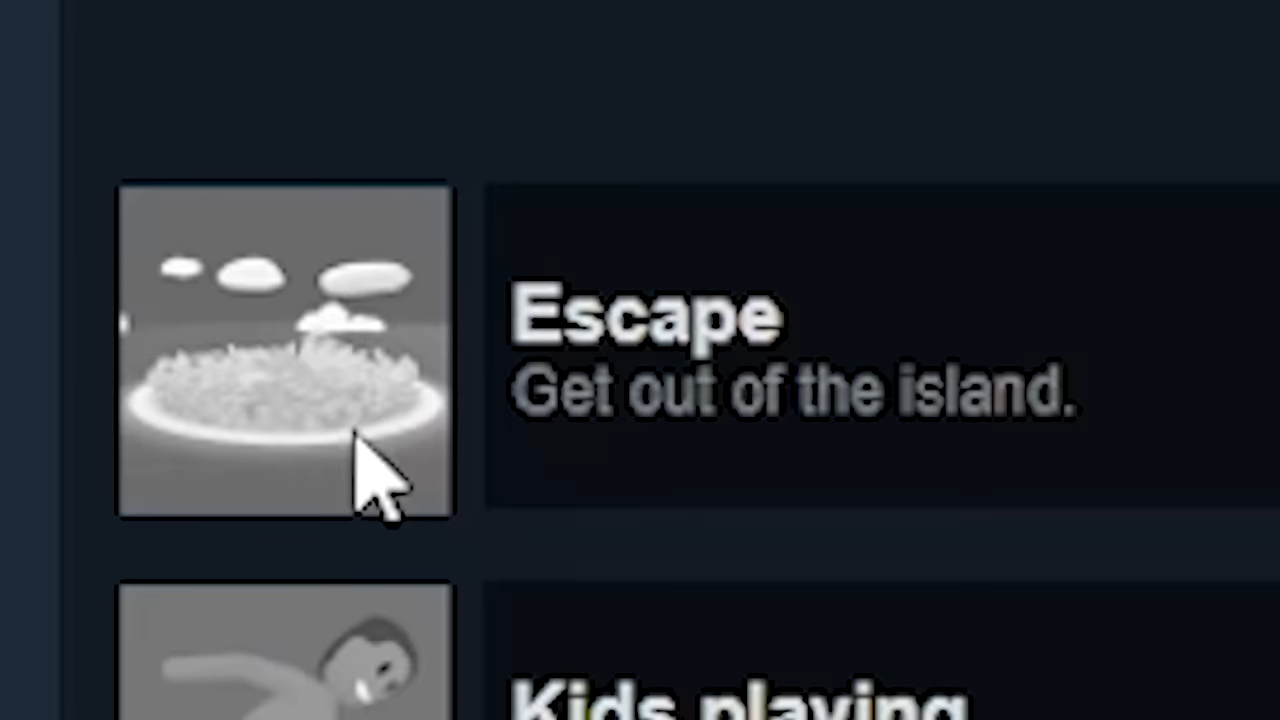 Escape
Get out of the island.
Kids playing